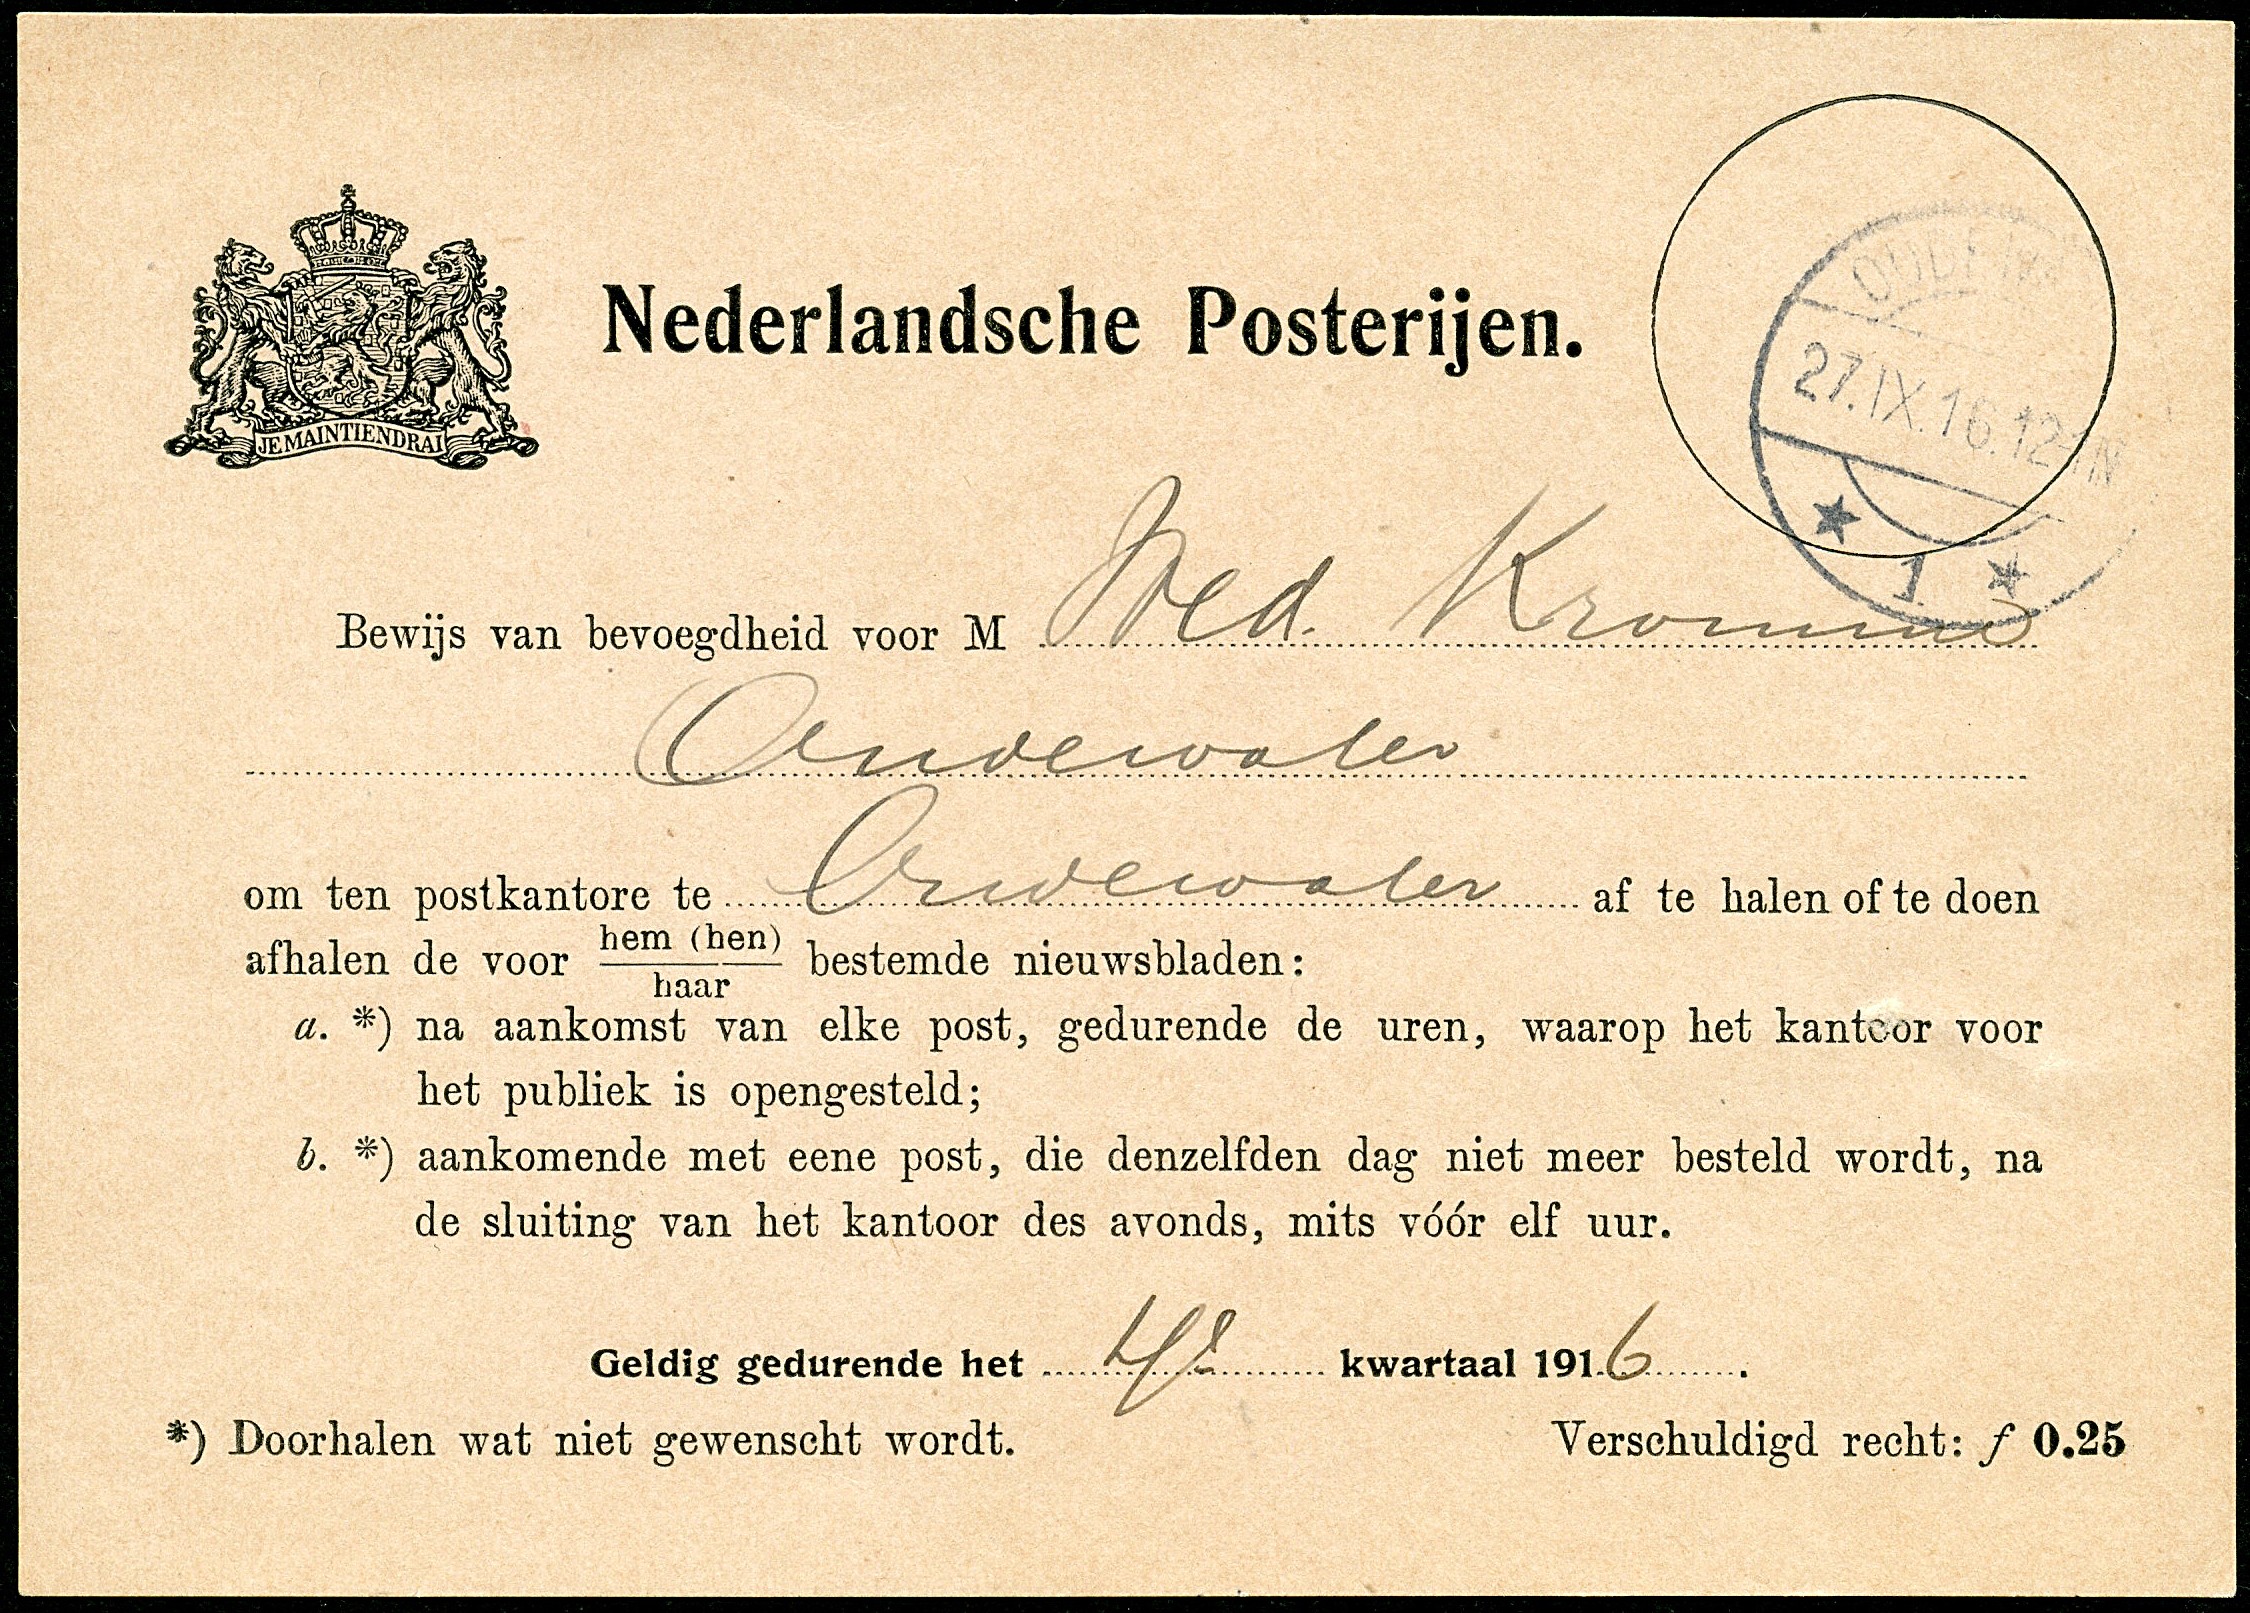 Nederlandsche Posterijen.
JE MAINTIENDRAI
OUDEWA
27.IX.16.12-1N
1
Bewijs van bevoegdheid voor M Wed. Kromme
Oudewater
om ten postkantore te Oudewater af te halen of te doen
afhalen de voor hem (hen) bestemde nieuwsbladen:
haar
a. *) na aankomst van elke post, gedurende de uren, waarop het kantoor voor
het publiek is opengesteld;
b. *) aankomende met eene post, die denzelfden dag niet meer besteld wordt, na
de sluiting van het kantoor des avonds, mits vóór elf uur.
Geldig gedurende het 4e kwartaal 1916.
*) Doorhalen wat niet gewenscht wordt.
Verschuldigd recht: f 0.25